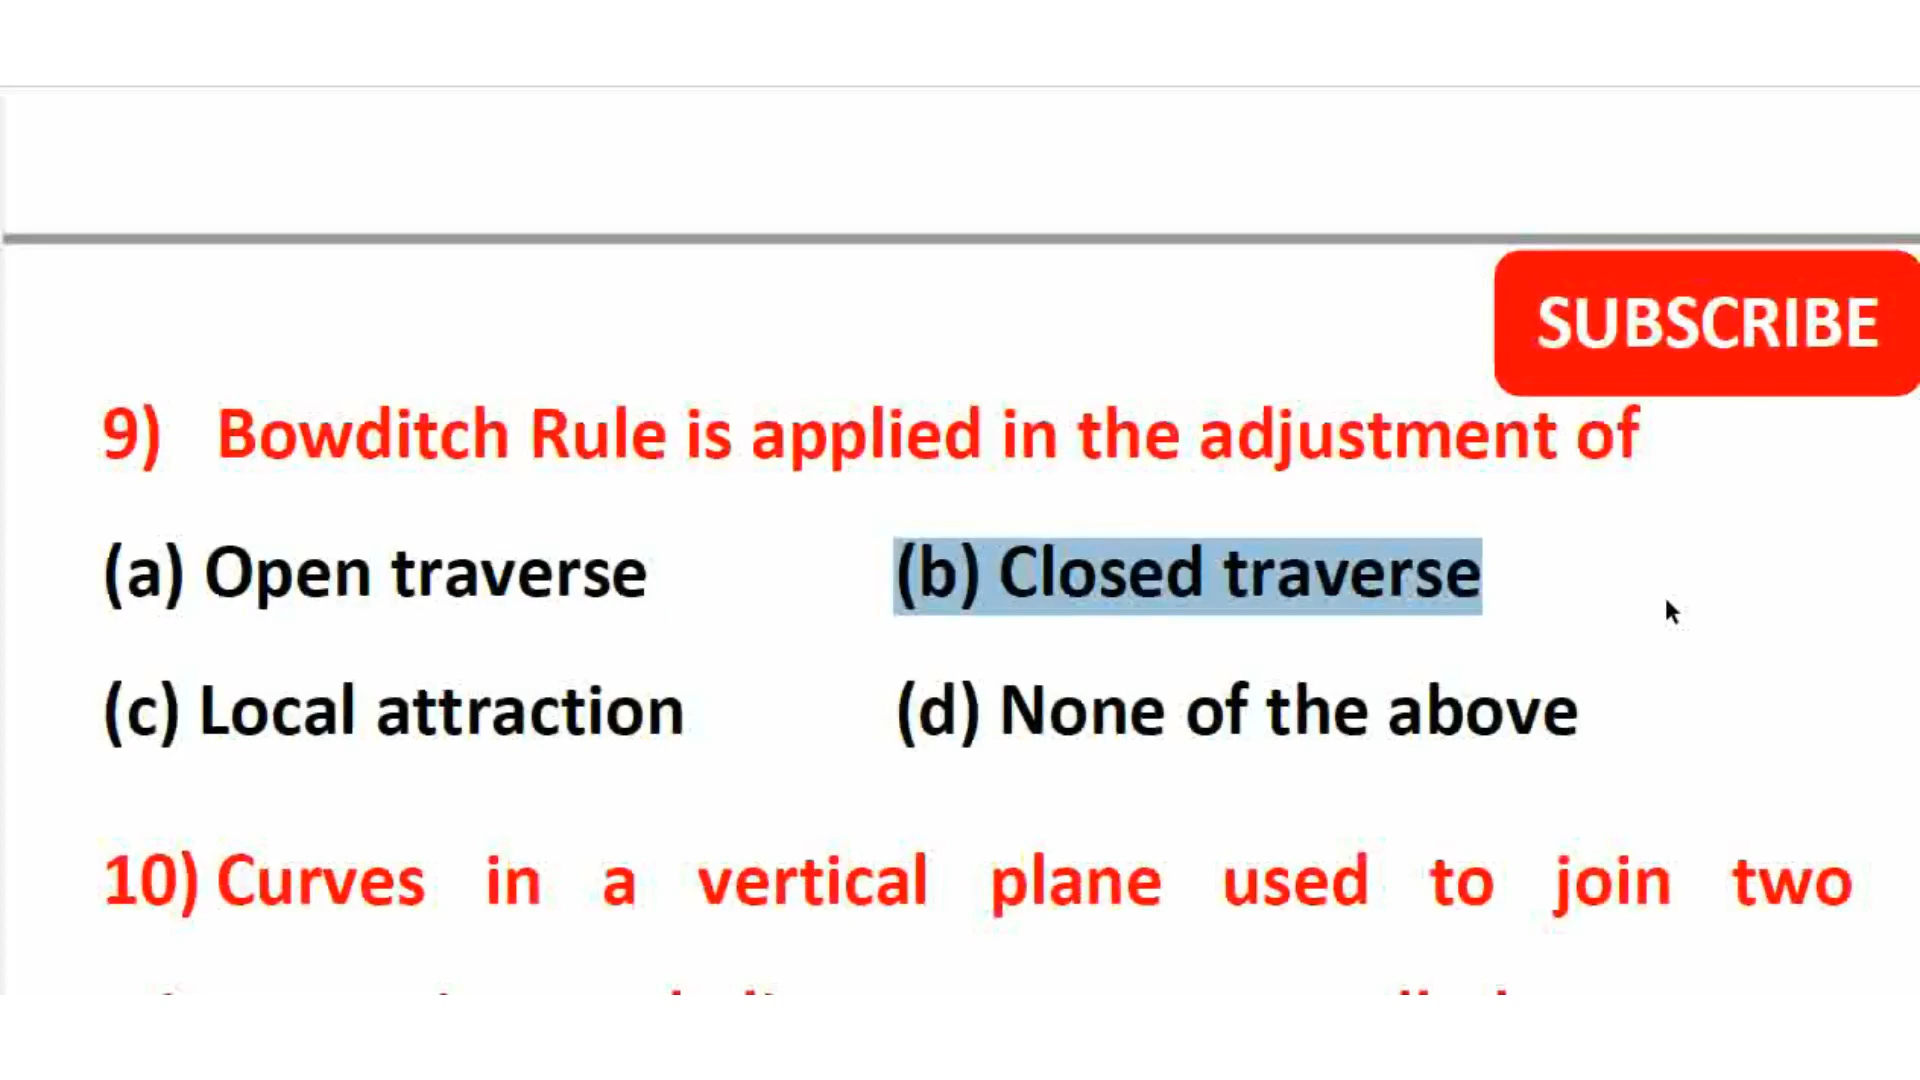 SUBSCRIBE
9) Bowditch Rule is applied in the adjustment of
(a) Open traverse (b) Closed traverse
(c) Local attraction (d) None of the above
10) Curves in a vertical plane used to join two